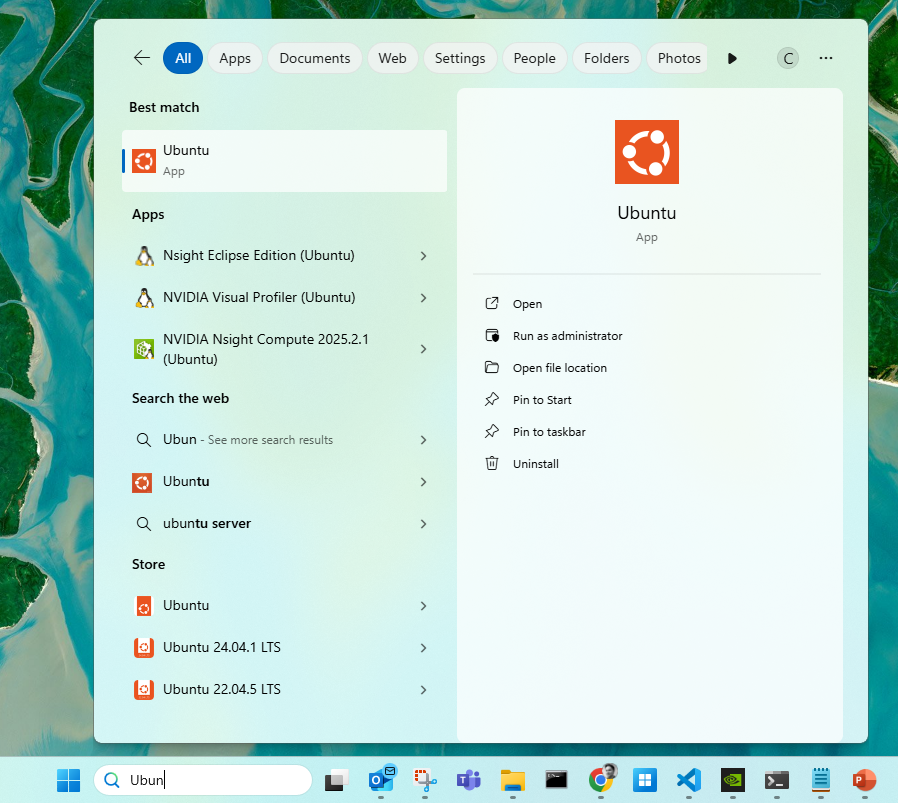 All
Apps
Documents
Web
Settings
People
Folders
Photos
C
Best match
Ubuntu
App
Apps
Nsight Eclipse Edition (Ubuntu)
NVIDIA Visual Profiler (Ubuntu)
NVIDIA Nsight Compute 2025.2.1
(Ubuntu)
Search the web
Ubun - See more search results
Ubuntu
ubuntu server
Store
Ubuntu
Ubuntu 24.04.1 LTS
Ubuntu 22.04.5 LTS
Ubuntu
App
Open
Run as administrator
Open file location
Pin to Start
Pin to taskbar
Uninstall
Ubun